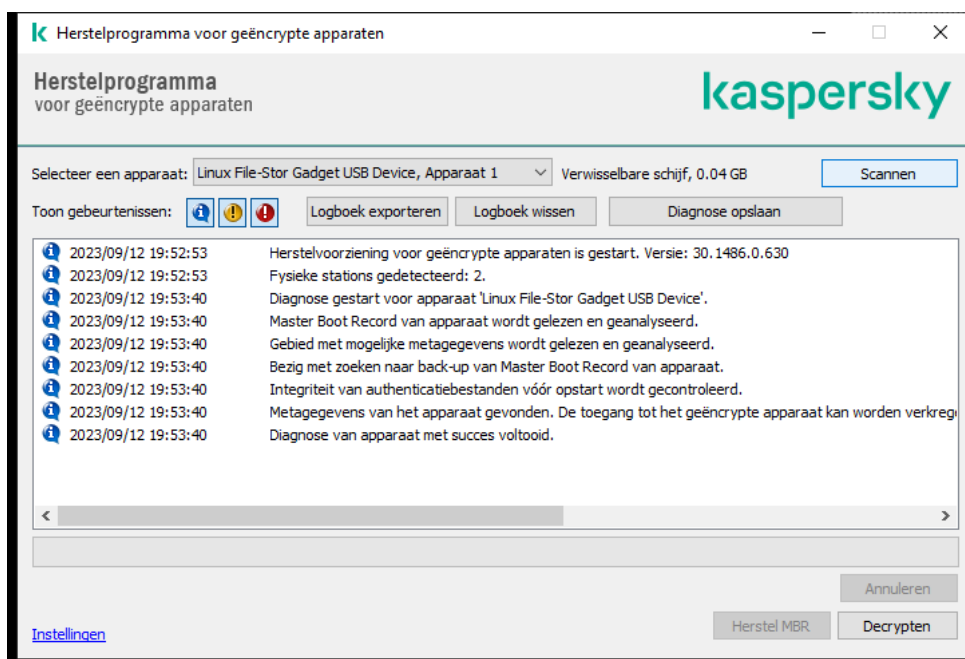 Herstelprogramma voor geëncrypte apparaten
Herstelprogramma
voor geëncrypte apparaten
kaspersky
Selecteer een apparaat: Linux File-Stor Gadget USB Device, Apparaat 1 Verwisselbare schijf, 0.04 GB Scannen
Toon gebeurtenissen: Logboek exporteren Logboek wissen Diagnose opslaan
2023/09/12 19:52:53 Herstelvoorziening voor geëncrypte apparaten is gestart. Versie: 30.1486.0.630
2023/09/12 19:52:53 Fysieke stations gedetecteerd: 2.
2023/09/12 19:53:40 Diagnose gestart voor apparaat 'Linux File-Stor Gadget USB Device'.
2023/09/12 19:53:40 Master Boot Record van apparaat wordt gelezen en geanalyseerd.
2023/09/12 19:53:40 Gebied met mogelijke metagegevens wordt gelezen en geanalyseerd.
2023/09/12 19:53:40 Bezig met zoeken naar back-up van Master Boot Record van apparaat.
2023/09/12 19:53:40 Integriteit van authenticatiebestanden vóór opstart wordt gecontroleerd.
2023/09/12 19:53:40 Metagegevens van het apparaat gevonden. De toegang tot het geëncrypte apparaat kan worden verkreg
2023/09/12 19:53:40 Diagnose van apparaat met succes voltooid.
Annuleren
Instellingen Herstel MBR Decrypten